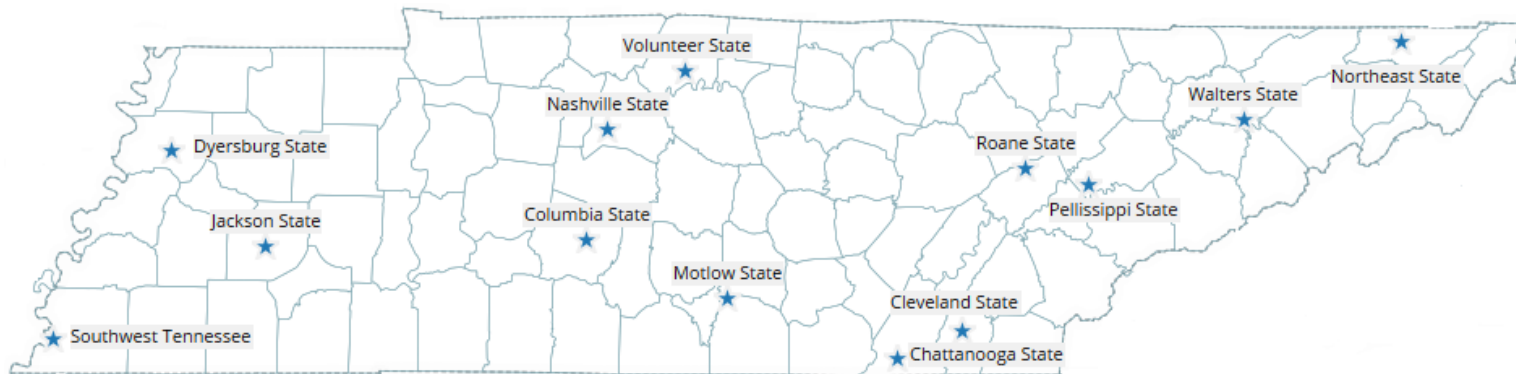 Volunteer State
Northeast State
Nashville State
Walters State
Dyersburg State
Roane State
Jackson State
Columbia State
Pellissippi State
Motlow State
Cleveland State
Southwest Tennessee
Chattanooga State